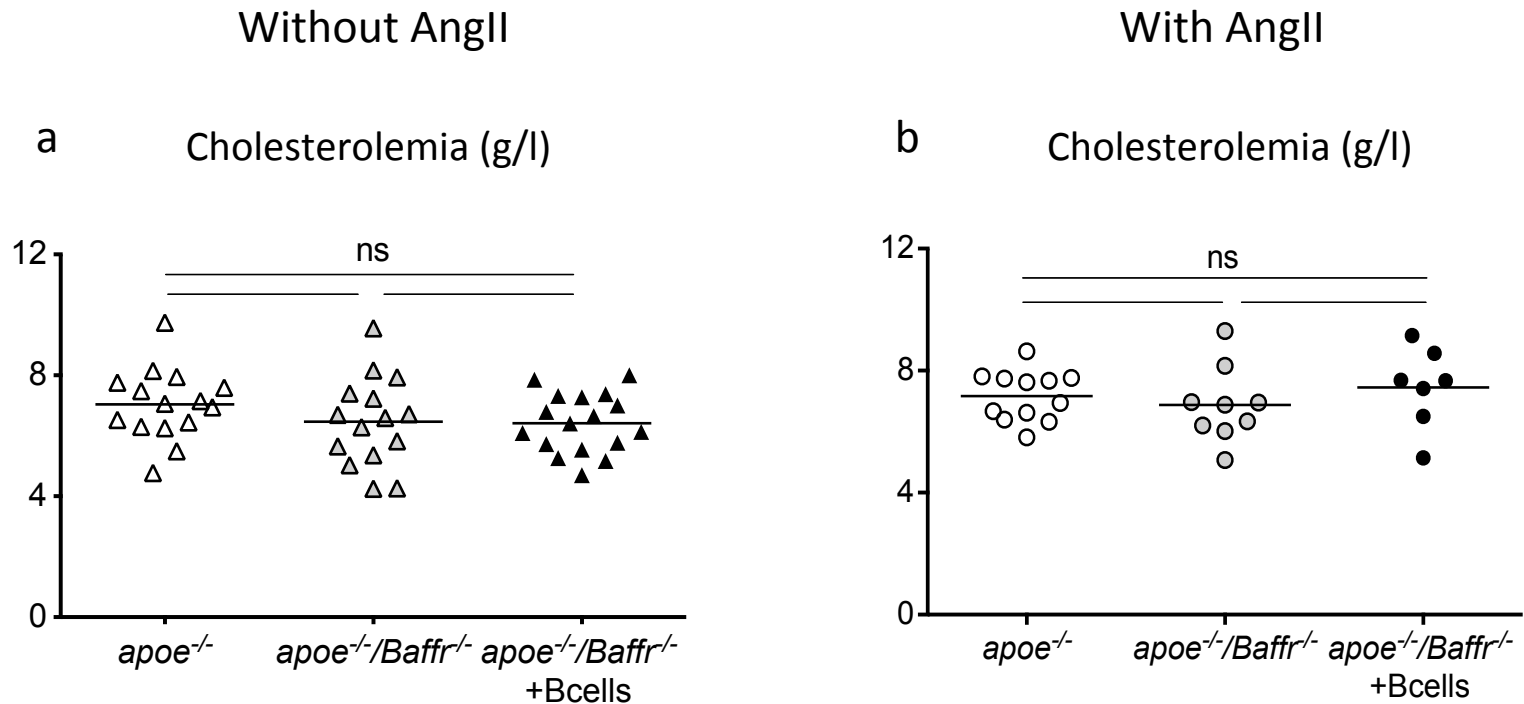 Without AngII
a
Cholesterolemia (g/l)
12
ns
8
4
0
apoe-/-
apoe-/-/Baffr-/-
apoe-/-/Baffr-/-
+Bcells
With AngII
b
Cholesterolemia (g/l)
12
ns
8
4
0
apoe-/-
apoe-/-/Baffr-/-
apoe-/-/Baffr-/-
+Bcells